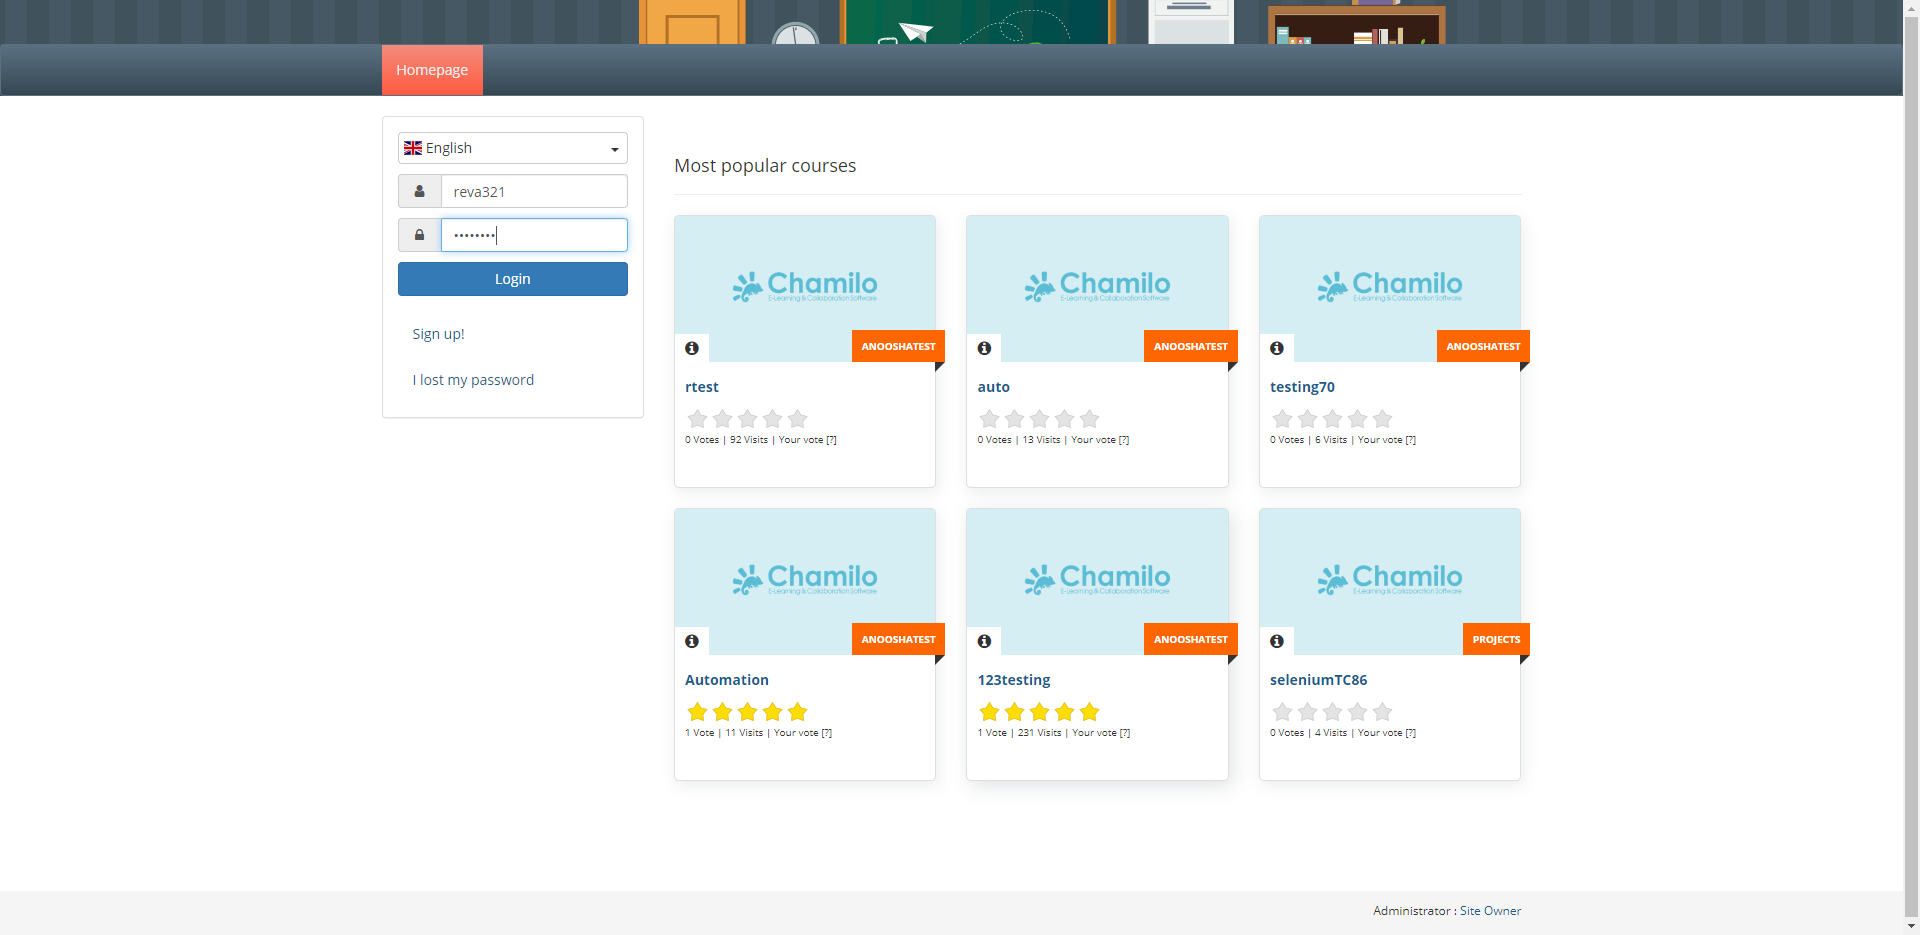 Homepage
English
reva321
••••••••
Login
Sign up!
I lost my password
Most popular courses
Chamilo
E-Learning & Collaboration Software
ANOOSHATEST
rtest
0 Votes | 92 Visits | Your vote [?]
Chamilo
E-Learning & Collaboration Software
ANOOSHATEST
auto
0 Votes | 13 Visits | Your vote [?]
Chamilo
E-Learning & Collaboration Software
ANOOSHATEST
testing70
0 Votes | 6 Visits | Your vote [?]
Chamilo
E-Learning & Collaboration Software
ANOOSHATEST
Automation
1 Vote | 11 Visits | Your vote [?]
Chamilo
E-Learning & Collaboration Software
ANOOSHATEST
123testing
1 Vote | 231 Visits | Your vote [?]
Chamilo
E-Learning & Collaboration Software
PROJECTS
seleniumTC86
0 Votes | 4 Visits | Your vote [?]
Administrator : Site Owner